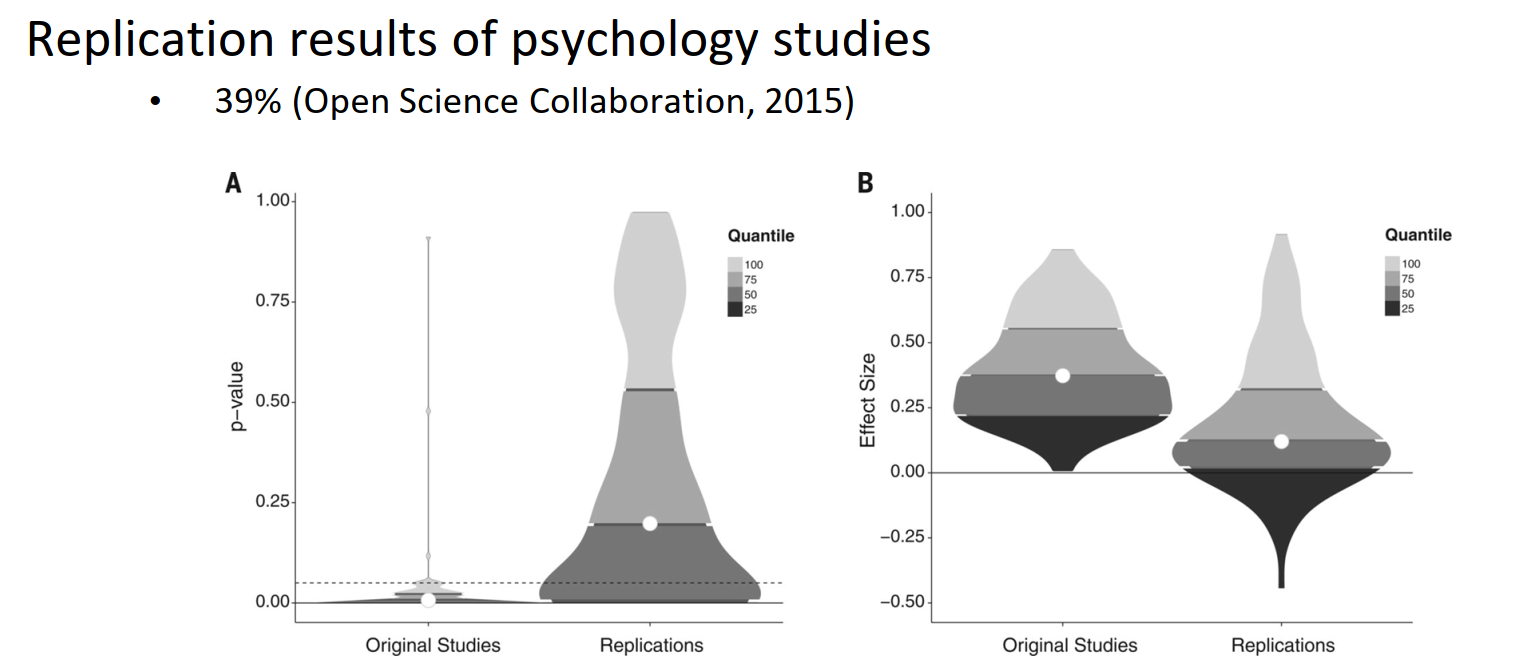 Replication results of psychology studies
• 39% (Open Science Collaboration, 2015)
A
1.00
0.75
0.50
0.25
0.00
p−value
Original Studies
Replications
Quantile
100
75
50
25
B
1.00
0.75
0.50
0.25
0.00
−0.25
−0.50
Effect Size
Original Studies
Replications
Quantile
100
75
50
25